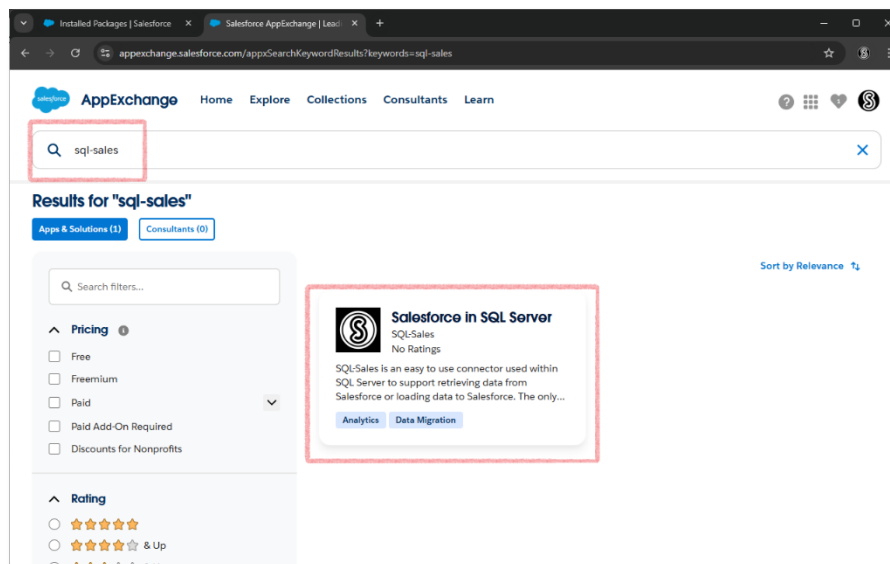 Installed Packages | Salesforce
Salesforce AppExchange | Leadi
appexchange.salesforce.com/appxSearchKeywordResults?keywords=sql-sales
salesforce
AppExchange Home Explore Collections Consultants Learn
sql-sales
Results for "sql-sales"
Apps & Solutions (1) Consultants (0)
Sort by Relevance
Search filters...
Pricing
Free
Freemium
Paid
Paid Add-On Required
Discounts for Nonprofits
Rating
& Up
Salesforce in SQL Server
SQL-Sales
No Ratings
SQL-Sales is an easy to use connector used within
SQL Server to support retrieving data from
Salesforce or loading data to Salesforce. The only...
Analytics Data Migration